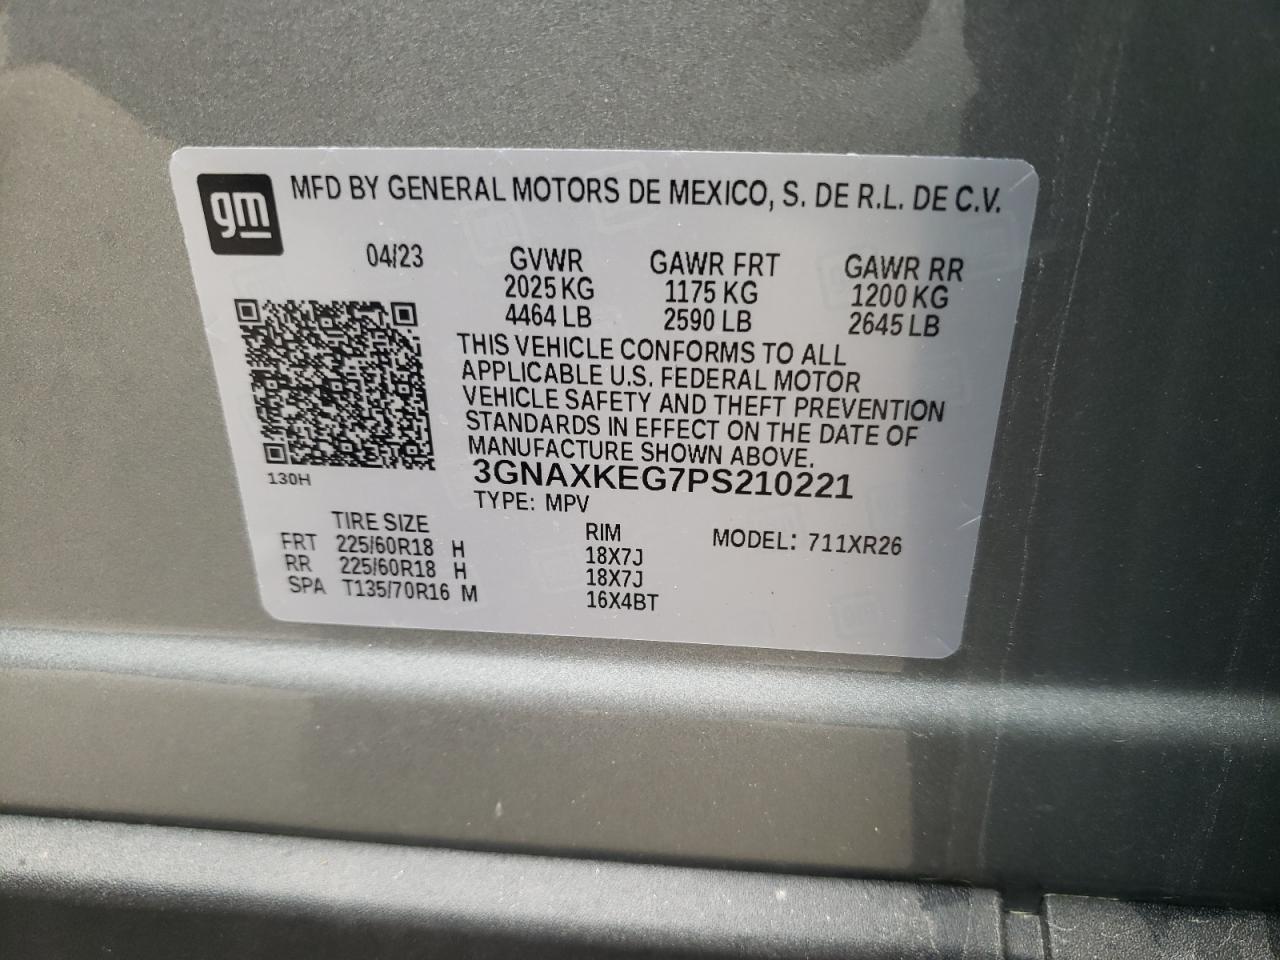 gm
MFD BY GENERAL MOTORS DE MEXICO, S. DE R.L. DE C.V.
04/23
GVWR GAWR FRT GAWR RR
2025 KG 1175 KG 1200 KG
4464 LB 2590 LB 2645 LB
THIS VEHICLE CONFORMS TO ALL
APPLICABLE U.S. FEDERAL MOTOR
VEHICLE SAFETY AND THEFT PREVENTION
STANDARDS IN EFFECT ON THE DATE OF
MANUFACTURE SHOWN ABOVE.
130H
3GNAXKEG7PS210221
TYPE: MPV
TIRE SIZE RIM MODEL: 711XR26
FRT 225/60R18 H 18X7J
RR 225/60R18 H 18X7J
SPA T135/70R16 M 16X4BT